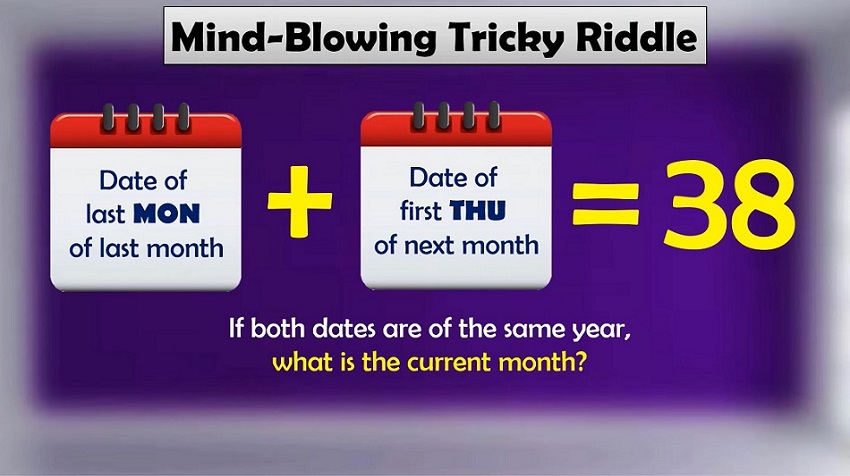 Mind-Blowing Tricky Riddle
Date of
last MON
of last month
+
Date of
first THU
of next month
= 38
If both dates are of the same year,
what is the current month?